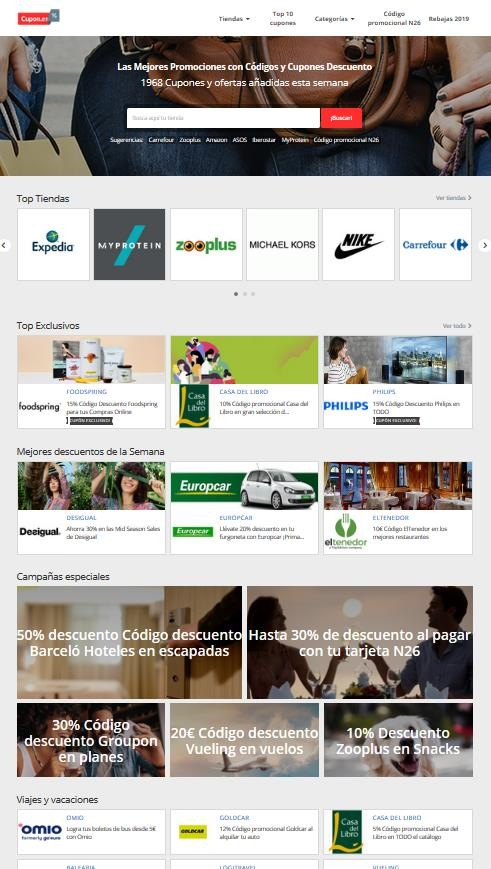 Cupon.es %
Tiendas
Top 10
cupones
Categorías
Código
promocional N26
Rebajas 2019
Las Mejores Promociones con Códigos y Cupones Descuento
1968 Cupones y ofertas añadidas esta semana
Busca aquí tu tienda
¡Buscar!
Sugerencias: Carrefour Zooplus Amazon ASOS Iberostar MyProtein Código promocional N26
Top Tiendas
Ver tiendas
Expedia
MYPROTEIN
zooplus
MICHAEL KORS
NIKE
Carrefour
Top Exclusivos
Ver todo
foodspring
FOODSPRING
15% Código Descuento Foodspring
para tus Compras Online
CUPÓN EXCLUSIVO
Casa
del
Libro
CASA DEL LIBRO
10% Código promocional Casa del
Libro en gran selección d...
PHILIPS
PHILIPS
15% Código Descuento Philips en
TODO
CUPÓN EXCLUSIVO
Mejores descuentos de la Semana
Desigual
DESIGUAL
Ahorra 30% en las Mid Season Sales
de Desigual
Europcar
Europcar
EUROPCAR
Llévate 20% descuento en tu
furgoneta con Europcar ¡Prima...
eltenedor
ELTENEDOR
10€ Código ElTenedor en los
mejores restaurantes
Campañas especiales
50% descuento Código descuento
Barceló Hoteles en escapadas
Hasta 30% de descuento al pagar
con tu tarjeta N26
30% Código
descuento Groupon
en planes
20€ Código descuento
Vueling en vuelos
10% Descuento
Zooplus en Snacks
Viajes y vacaciones
omio
formerly goeuro
OMIO
Logra tus boletos de bus desde 5€
con Omio
GOLDCAR
GOLDCAR
12% Código promocional Goldcar al
alquilar tu auto
Casa
del
Libro
CASA DEL LIBRO
5% Código promocional Casa del
Libro en TODO el catálogo
BALEARIA
LOGITRAVEL
VUELING